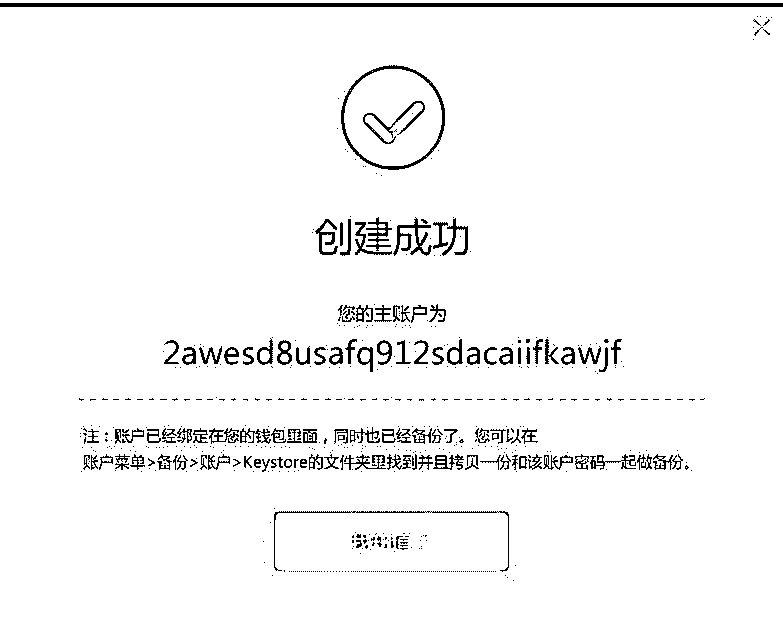 创建成功
您的主账户为
2awesd8usafq912sdacaiifkawjf
注：账户已经绑定在您的钱包里面，同时也已经备份了。您可以在
账户菜单>备份>账户>Keystore的文件夹里找到并且拷贝一份和该账户密码一起做备份。